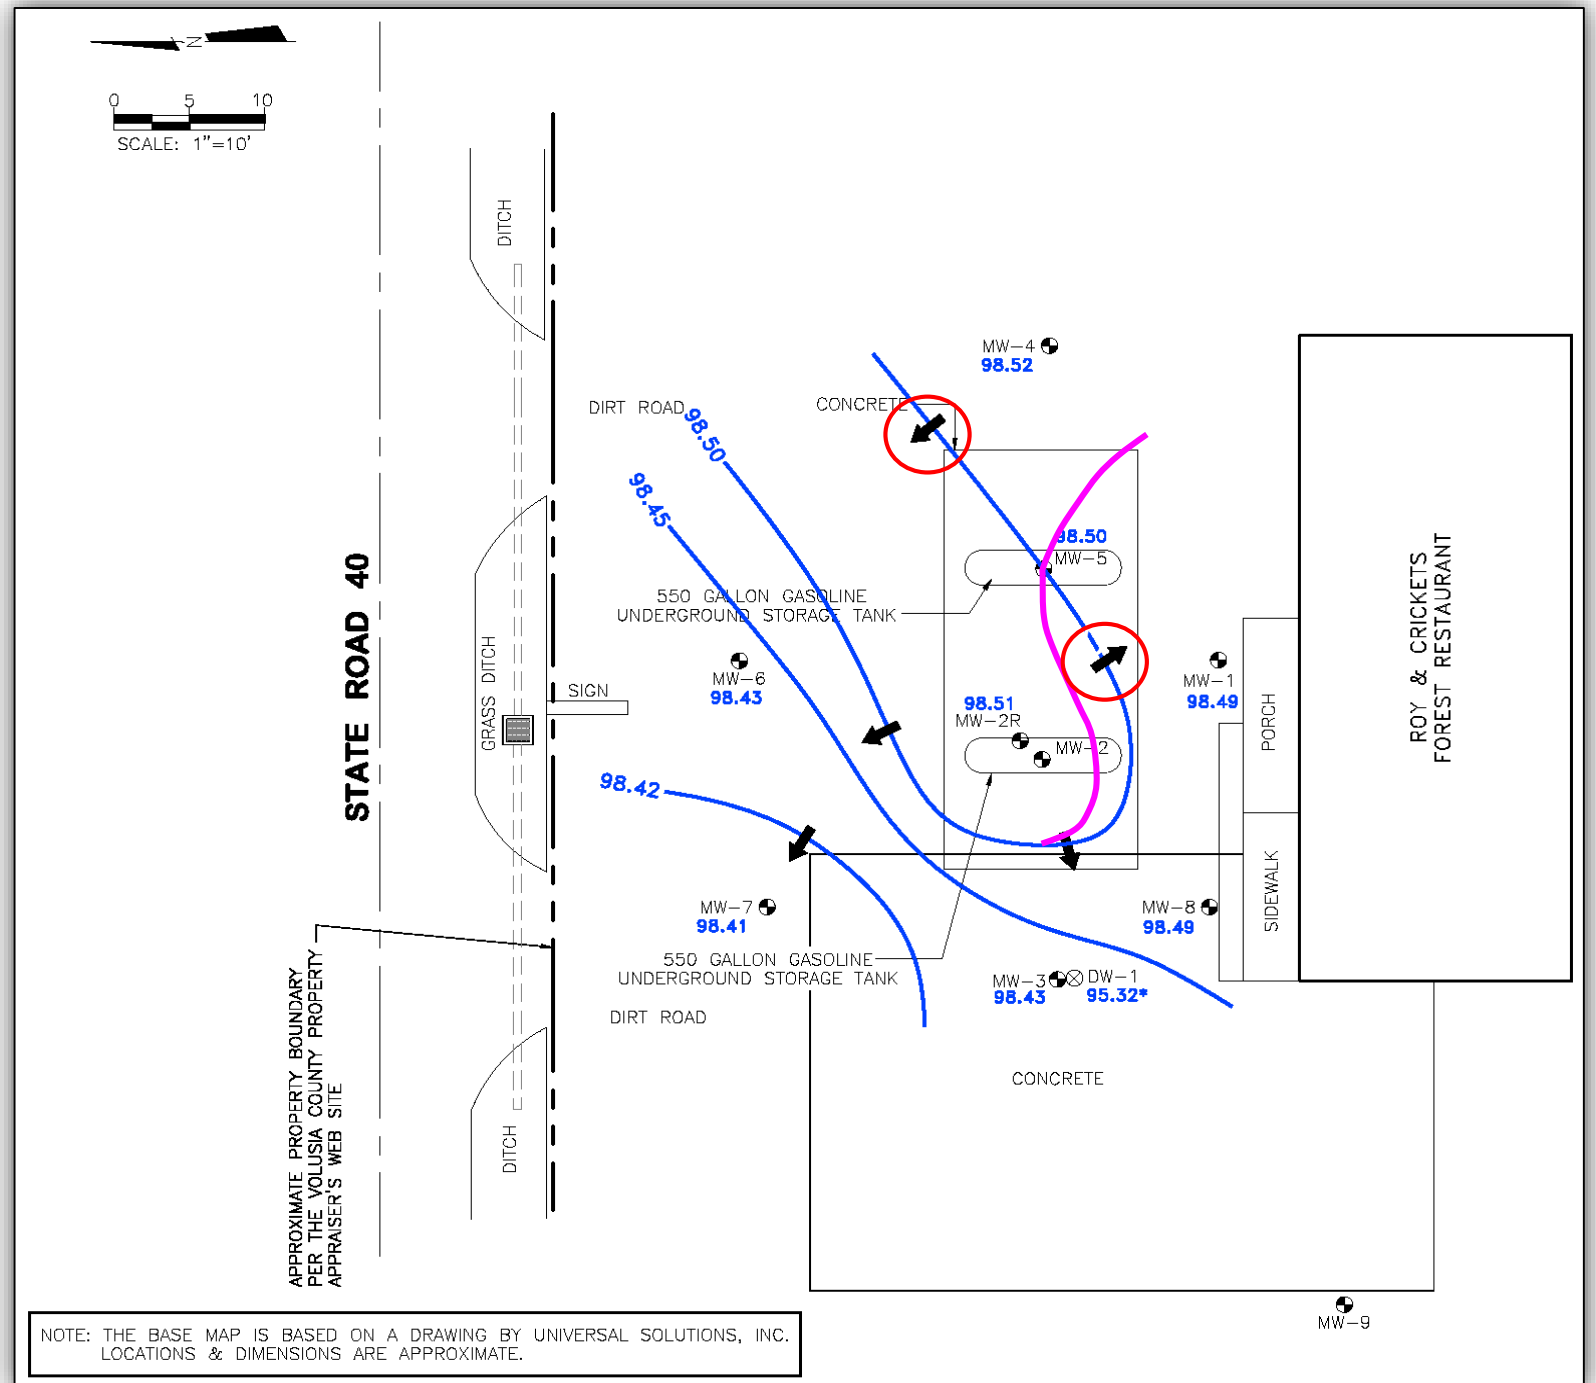 N
0 5 10
SCALE: 1"=10'
DITCH
MW-4
98.52
DIRT ROAD
98.50
CONCRETE
98.45
98.50
MW-5
550 GALLON GASOLINE
UNDERGROUND STORAGE TANK
STATE ROAD 40
GRASS DITCH
SIGN
MW-6
98.43
98.51
MW-2R
MW-2
MW-1
98.49
PORCH
ROY & CRICKETS
FOREST RESTAURANT
98.42
SIDEWALK
MW-7
98.41
MW-8
98.49
550 GALLON GASOLINE
UNDERGROUND STORAGE TANK
MW-3
98.43
DW-1
95.32*
DIRT ROAD
CONCRETE
DITCH
APPROXIMATE PROPERTY BOUNDARY
PER THE VOLUSIA COUNTY PROPERTY
APPRAISER'S WEB SITE
MW-9
NOTE: THE BASE MAP IS BASED ON A DRAWING BY UNIVERSAL SOLUTIONS, INC.
LOCATIONS & DIMENSIONS ARE APPROXIMATE.